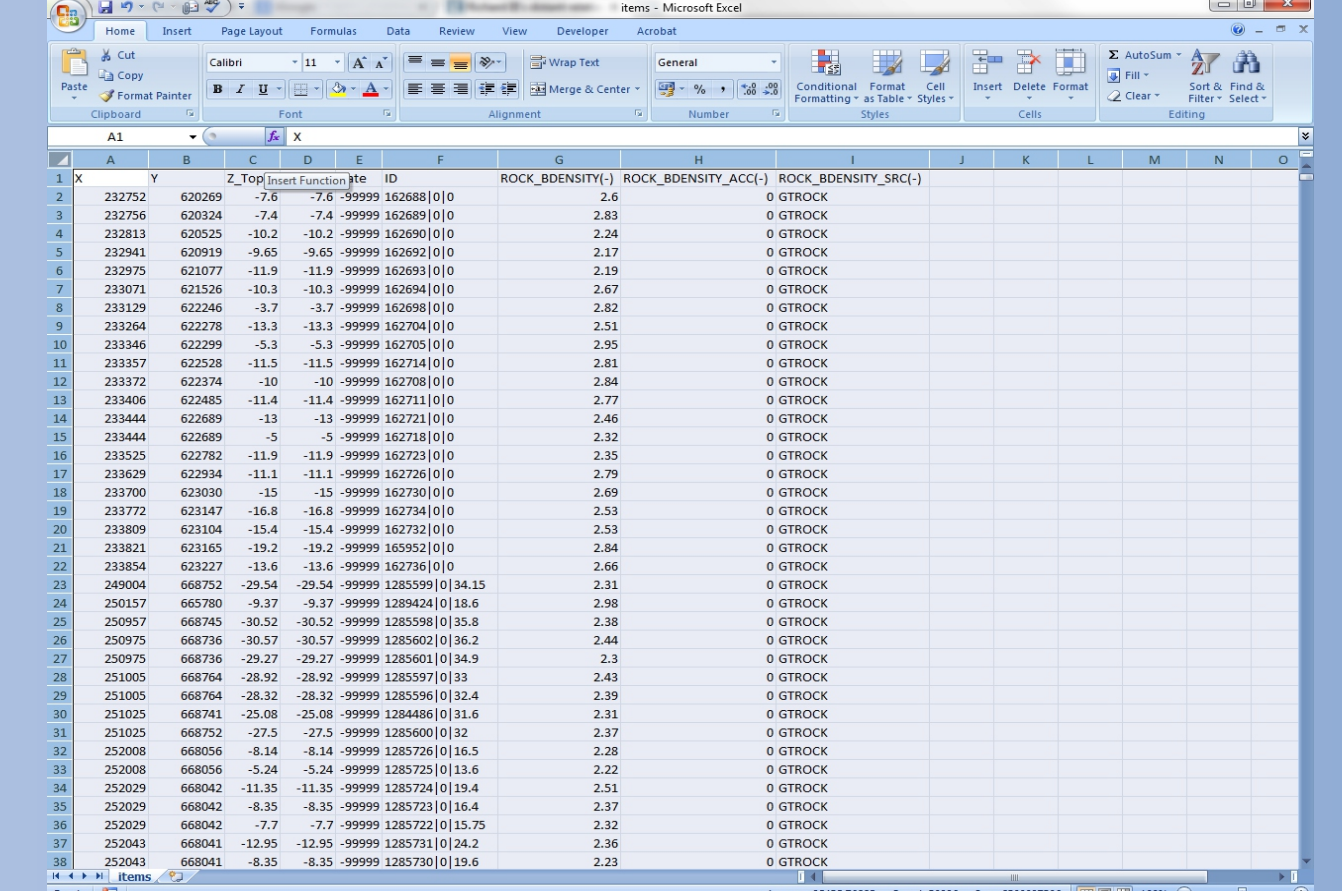 items - Microsoft Excel
Home Insert Page Layout Formulas Data Review View Developer Acrobat
Cut
Copy
Format Painter
Paste
Calibri 11
B I U
Wrap Text
Merge & Center
General
% ,
Conditional Formatting
Format as Table
Cell Styles
Insert Delete Format
Σ AutoSum
Fill
Clear
Sort & Filter
Find & Select
Clipboard Font Alignment Number Styles Cells Editing
A1 fx X
A B C D E F G H I J K L M N O
1 X Y Z_Top ate ID ROCK_BDENSITY(-) ROCK_BDENSITY_ACC(-) ROCK_BDENSITY_SRC(-)
Insert Function
2 232752 620269 -7.6 -7.6 -99999 162688|0|0 2.6 0 GTROCK
3 232756 620324 -7.4 -7.4 -99999 162689|0|0 2.83 0 GTROCK
4 232813 620525 -10.2 -10.2 -99999 162690|0|0 2.24 0 GTROCK
5 232941 620919 -9.65 -9.65 -99999 162692|0|0 2.17 0 GTROCK
6 232975 621077 -11.9 -11.9 -99999 162693|0|0 2.19 0 GTROCK
7 233071 621526 -10.3 -10.3 -99999 162694|0|0 2.67 0 GTROCK
8 233129 622246 -3.7 -3.7 -99999 162698|0|0 2.82 0 GTROCK
9 233264 622278 -13.3 -13.3 -99999 162704|0|0 2.51 0 GTROCK
10 233346 622299 -5.3 -5.3 -99999 162705|0|0 2.95 0 GTROCK
11 233357 622528 -11.5 -11.5 -99999 162714|0|0 2.81 0 GTROCK
12 233372 622374 -10 -10 -99999 162708|0|0 2.84 0 GTROCK
13 233406 622485 -11.4 -11.4 -99999 162711|0|0 2.77 0 GTROCK
14 233444 622689 -13 -13 -99999 162721|0|0 2.46 0 GTROCK
15 233444 622689 -5 -5 -99999 162718|0|0 2.32 0 GTROCK
16 233525 622782 -11.9 -11.9 -99999 162723|0|0 2.35 0 GTROCK
17 233629 622934 -11.1 -11.1 -99999 162726|0|0 2.79 0 GTROCK
18 233700 623030 -15 -15 -99999 162730|0|0 2.69 0 GTROCK
19 233772 623147 -16.8 -16.8 -99999 162734|0|0 2.53 0 GTROCK
20 233809 623104 -15.4 -15.4 -99999 162732|0|0 2.53 0 GTROCK
21 233821 623165 -19.2 -19.2 -99999 165952|0|0 2.84 0 GTROCK
22 233854 623227 -13.6 -13.6 -99999 162736|0|0 2.66 0 GTROCK
23 249004 668752 -29.54 -29.54 -99999 1285599|0|34.15 2.31 0 GTROCK
24 250157 665780 -9.37 -9.37 -99999 1289424|0|18.6 2.98 0 GTROCK
25 250957 668745 -30.52 -30.52 -99999 1285598|0|35.8 2.38 0 GTROCK
26 250975 668736 -30.57 -30.57 -99999 1285602|0|36.2 2.44 0 GTROCK
27 250975 668736 -29.27 -29.27 -99999 1285601|0|34.9 2.3 0 GTROCK
28 251005 668764 -28.92 -28.92 -99999 1285597|0|33 2.43 0 GTROCK
29 251005 668764 -28.32 -28.32 -99999 1285596|0|32.4 2.39 0 GTROCK
30 251025 668741 -25.08 -25.08 -99999 1284486|0|31.6 2.31 0 GTROCK
31 251025 668752 -27.5 -27.5 -99999 1285600|0|32 2.37 0 GTROCK
32 252008 668056 -8.14 -8.14 -99999 1285726|0|16.5 2.28 0 GTROCK
33 252008 668056 -5.24 -5.24 -99999 1285725|0|13.6 2.22 0 GTROCK
34 252029 668042 -11.35 -11.35 -99999 1285724|0|19.4 2.51 0 GTROCK
35 252029 668042 -8.35 -8.35 -99999 1285723|0|16.4 2.37 0 GTROCK
36 252029 668042 -7.7 -7.7 -99999 1285722|0|15.75 2.32 0 GTROCK
37 252043 668041 -12.95 -12.95 -99999 1285731|0|24.2 2.36 0 GTROCK
38 252043 668041 -8.35 -8.35 -99999 1285730|0|19.6 2.23 0 GTROCK
items